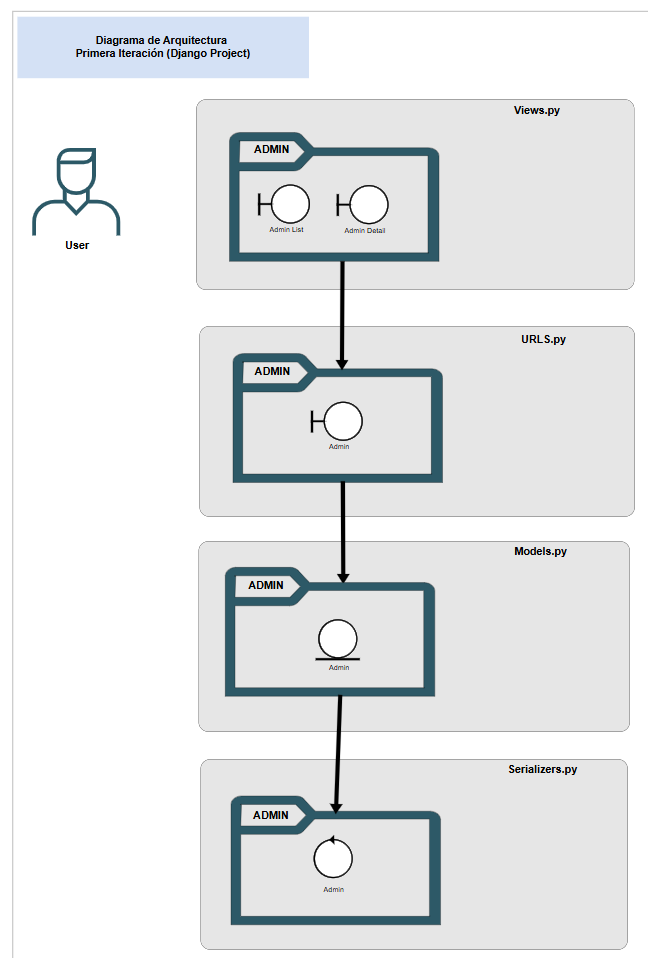 Diagrama de Arquitectura
Primera Iteración (Django Project)
User
Views.py
ADMIN
Admin List
Admin Detail
URLS.py
ADMIN
Admin
Models.py
ADMIN
Admin
Serializers.py
ADMIN
Admin